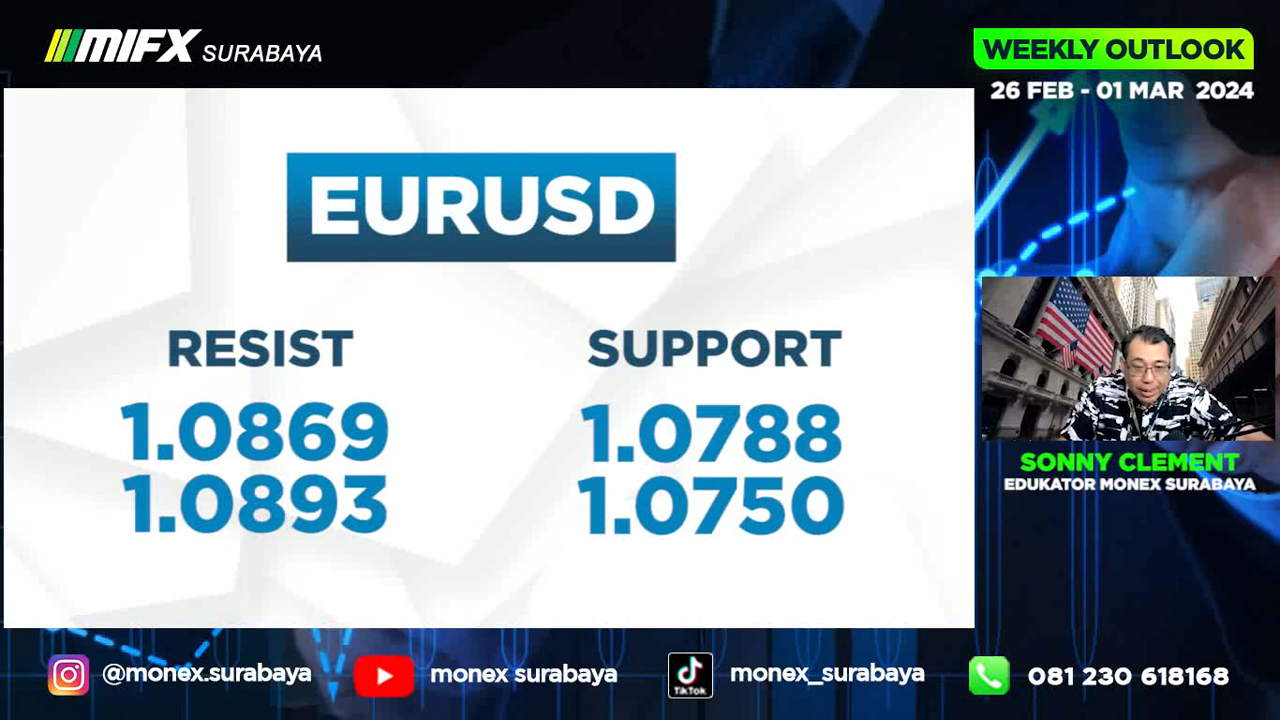 MIFX SURABAYA
WEEKLY OUTLOOK
26 FEB - 01 MAR 2024
EURUSD
RESIST
1.0869
1.0893
SUPPORT
1.0788
1.0750
SONNY CLEMENT
EDUKATOR MONEX SURABAYA
@monex.surabaya
monex surabaya
TikTok
monex_surabaya
081 230 618168